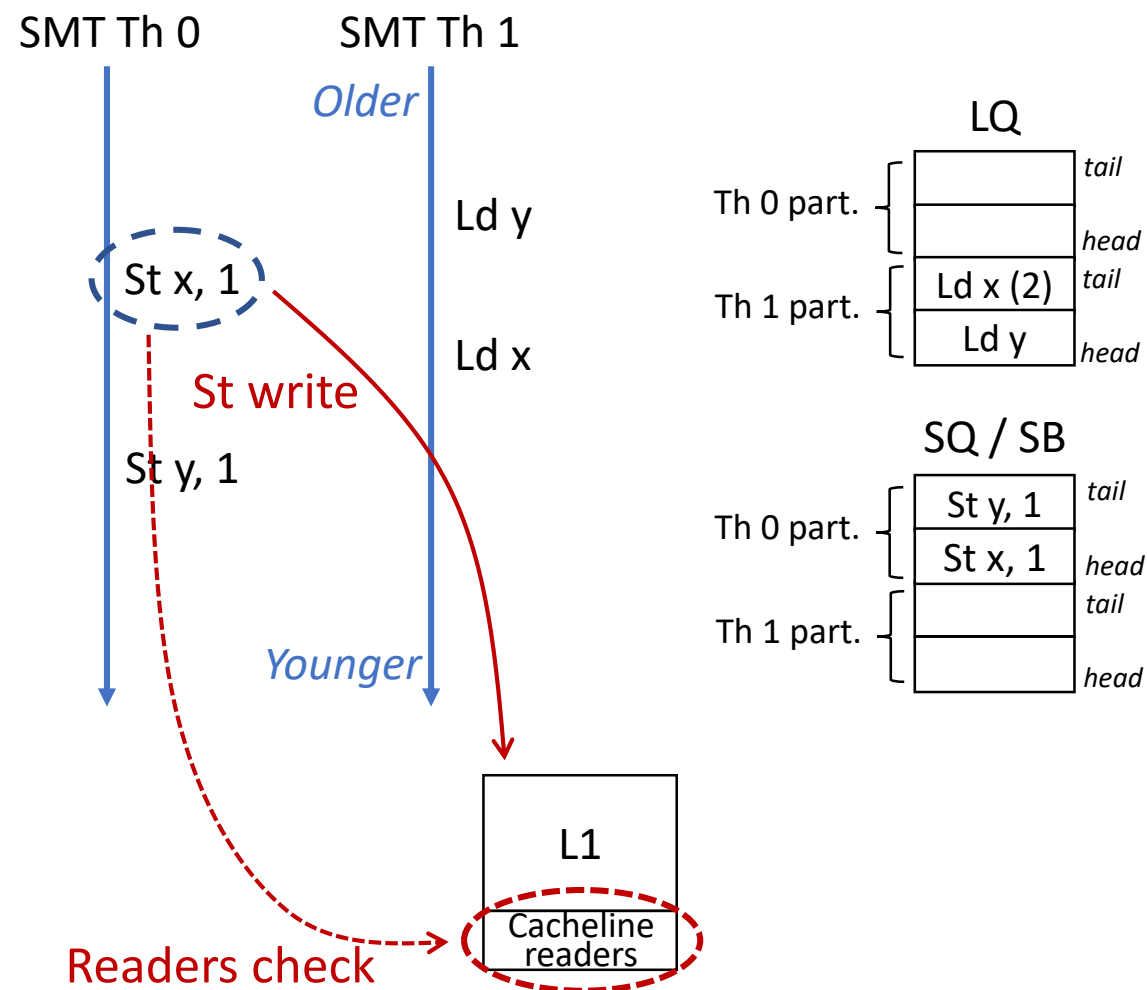 SMT Th 0
SMT Th 1
Older
Ld y
St x, 1
Ld x
St write
St y, 1
Younger
L1
Cacheline
readers
Readers check
LQ
Th 0 part.
tail
head
Th 1 part.
Ld x (2)
tail
Ld y
head
SQ / SB
Th 0 part.
St y, 1
tail
St x, 1
head
Th 1 part.
tail
head